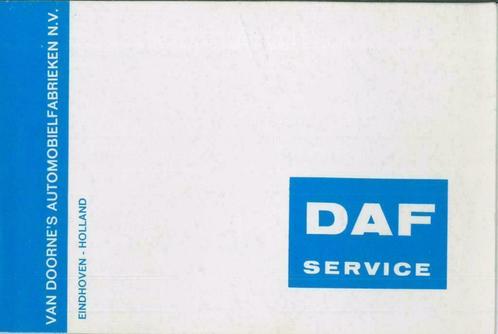 VAN DOORNE'S AUTOMOBIELFABRIEKEN N.V.
EINDHOVEN - HOLLAND
DAF
SERVICE